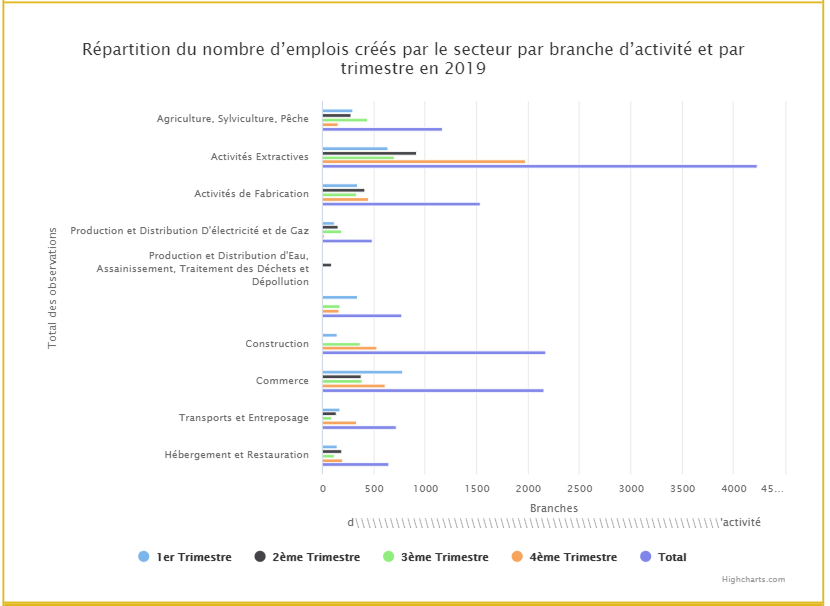 Répartition du nombre d’emplois créés par le secteur par branche d’activité et par
trimestre en 2019
Total des observations
Agriculture, Sylviculture, Pêche
Activités Extractives
Activités de Fabrication
Production et Distribution D'électricité et de Gaz
Production et Distribution d'Eau,
Assainissement, Traitement des Déchets et
Dépollution
Construction
Commerce
Transports et Entreposage
Hébergement et Restauration
0 500 1000 1500 2000 2500 3000 3500 4000 45...
Branches
d\\\\\\\\\\\\\\\\\\\\\\\\\\\\\\\\\\\\\\\\\\\\\\\\\\\\\\\\\\\\\\\'activité
1er Trimestre 2ème Trimestre 3ème Trimestre 4ème Trimestre Total
Highcharts.com